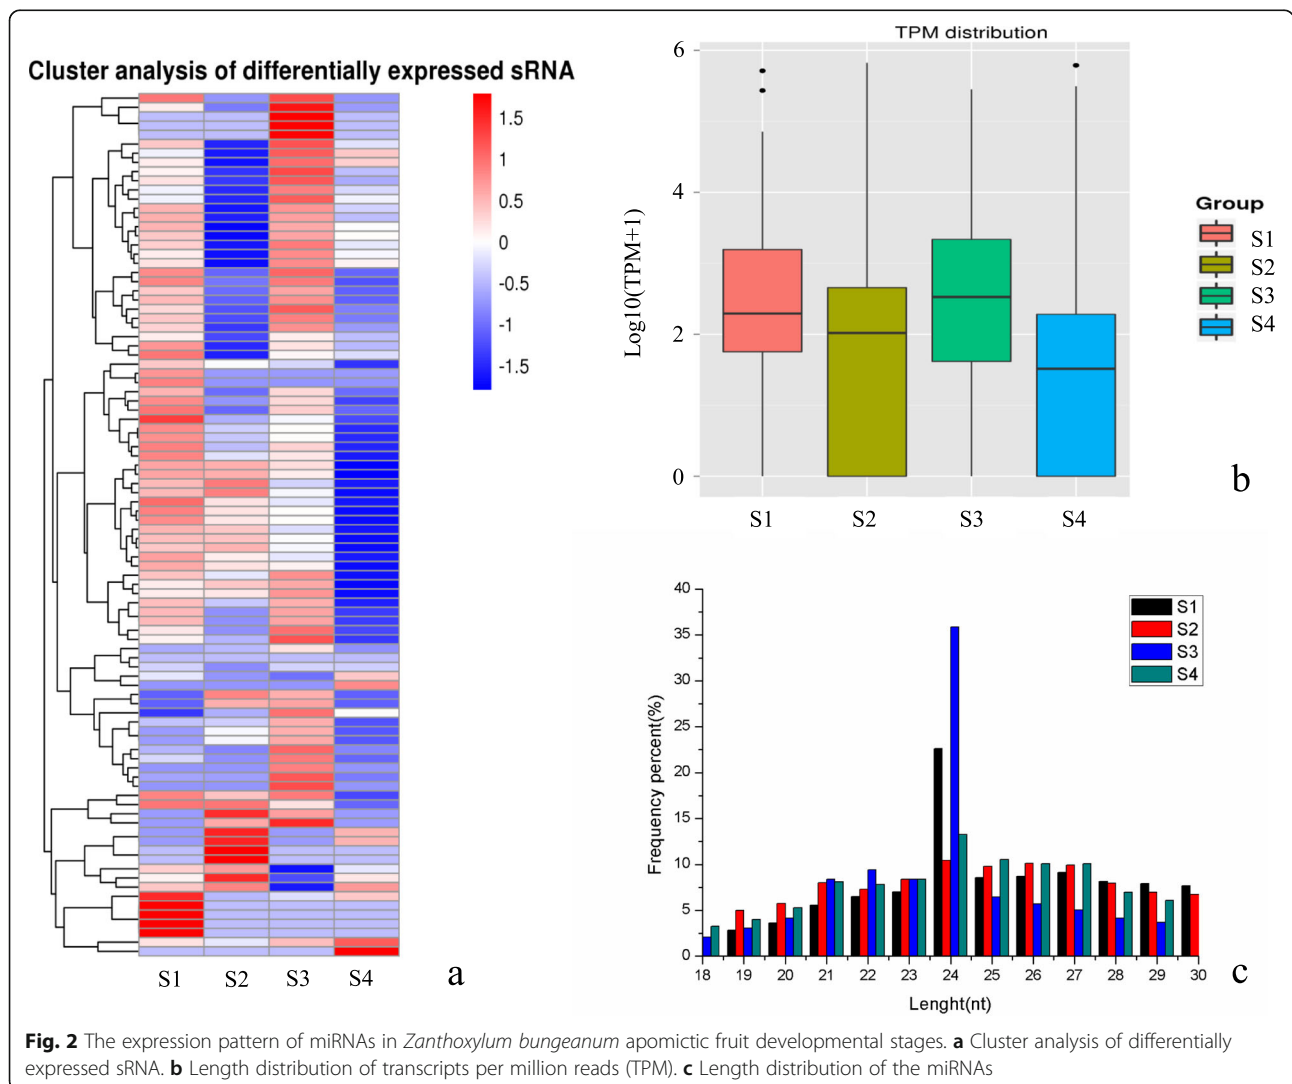 Cluster analysis of differentially expressed sRNA
1.5
1
0.5
0
-0.5
-1
-1.5
S1 S2 S3 S4
a
TPM distribution
Log10(TPM+1)
6
4
2
0
S1 S2 S3 S4
Group
S1
S2
S3
S4
b
Frequency percent(%)
40
35
30
25
20
15
10
5
0
18 19 20 21 22 23 24 25 26 27 28 29 30
Lenght(nt)
S1
S2
S3
S4
c
Fig. 2 The expression pattern of miRNAs in Zanthoxylum bungeanum apomictic fruit developmental stages. a Cluster analysis of differentially
expressed sRNA. b Length distribution of transcripts per million reads (TPM). c Length distribution of the miRNAs